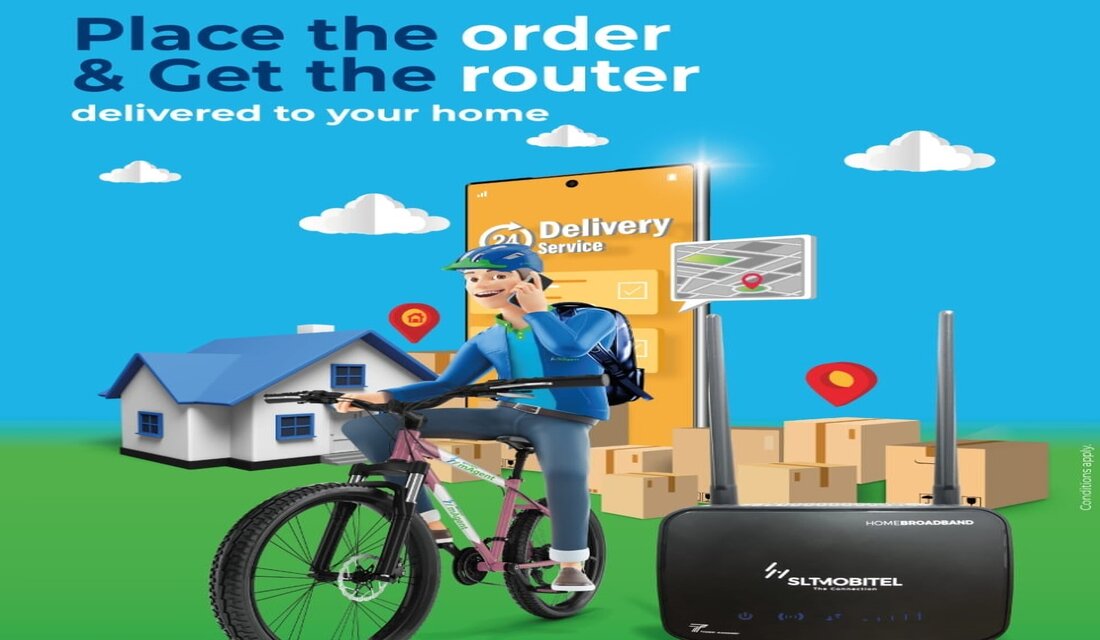 Place the order
& Get the router
delivered to your home
24
Delivery
Service
Conditions apply.
HOMEBROADBAND
SLTMOBITEL
The Connection